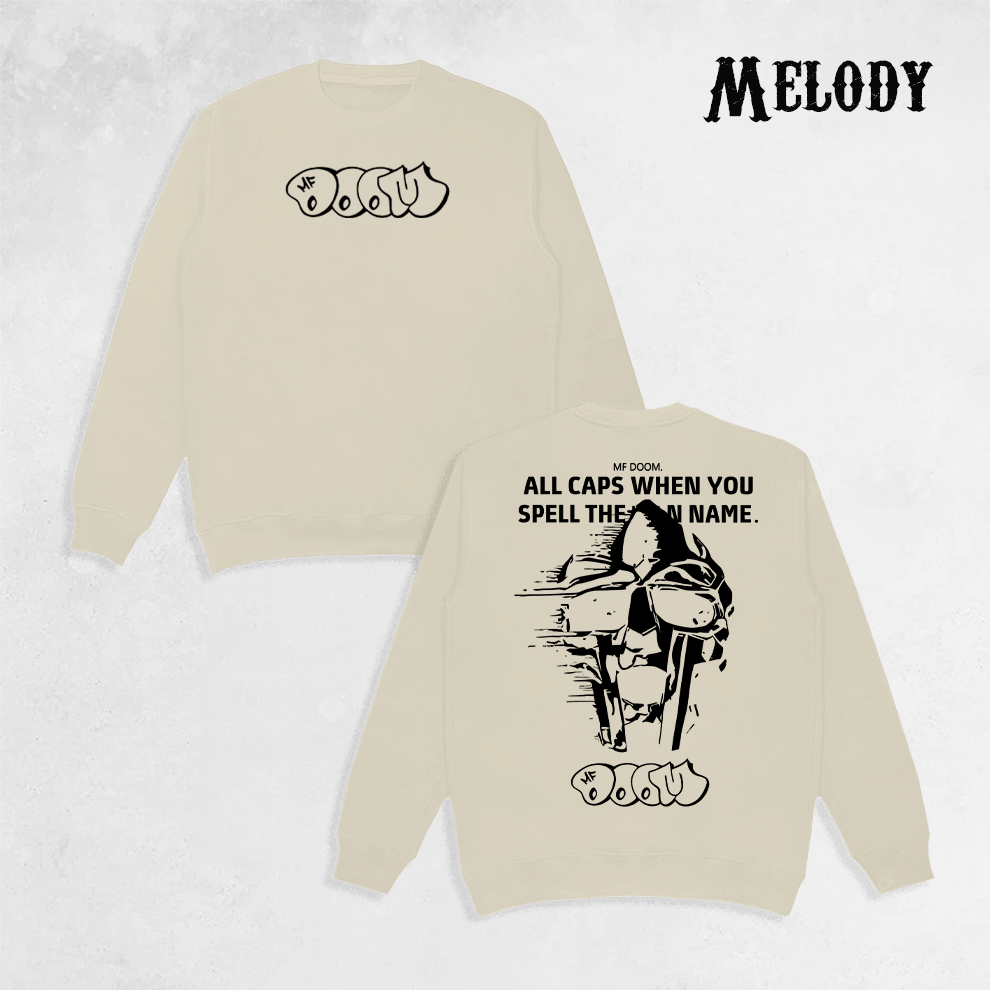 MELODY
MF
DOOM
MF DOOM.
ALL CAPS WHEN YOU
SPELL THE NAME.
MF
DOOM